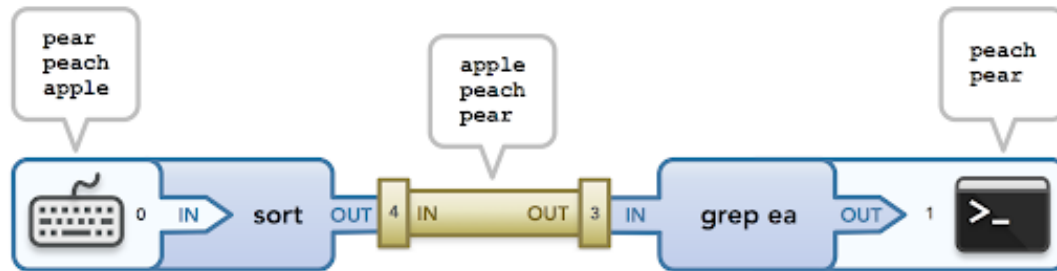 pear
peach
apple
apple
peach
pear
peach
pear
0 IN sort OUT 4 IN OUT 3 IN grep ea OUT 1 >_